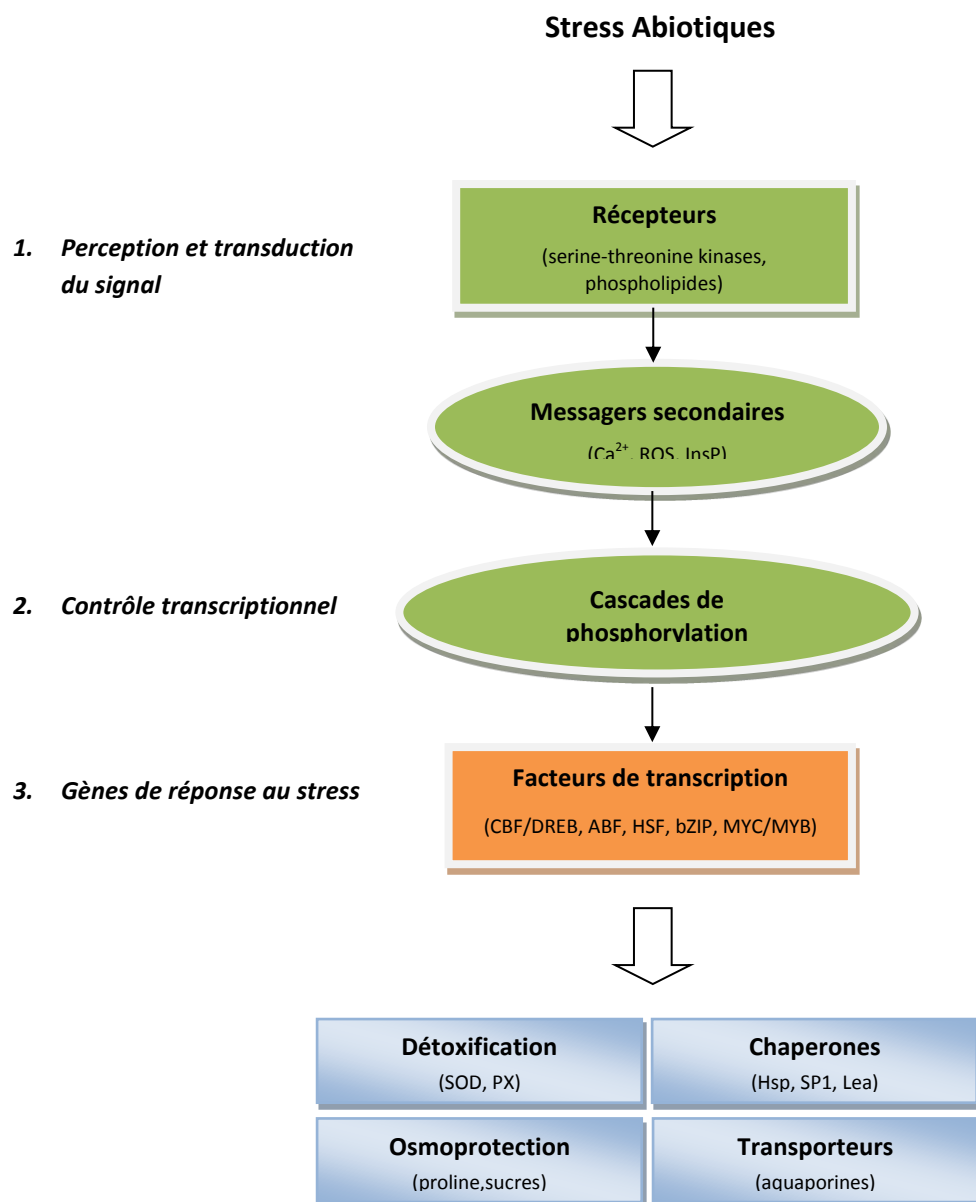 Stress Abiotiques
Récepteurs
1. Perception et transduction
du signal
(serine-threonine kinases,
phospholipides)
Messagers secondaires
(Ca²⁺, ROS, InsP)
2. Contrôle transcriptionnel
Cascades de
phosphorylation
3. Gènes de réponse au stress
Facteurs de transcription
(CBF/DREB, ABF, HSF, bZIP, MYC/MYB)
Détoxification
(SOD, PX)
Chaperones
(Hsp, SP1, Lea)
Osmoprotection
(proline,sucres)
Transporteurs
(aquaporines)